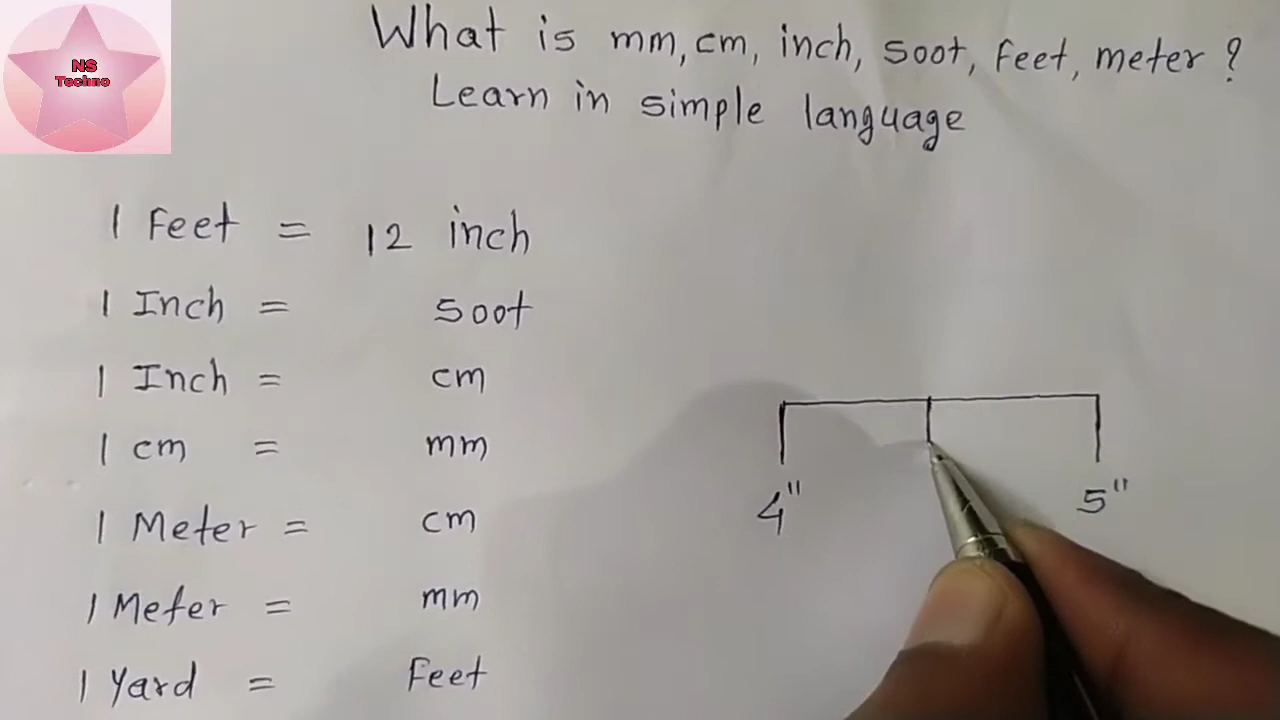 NS
Techno
What is mm, cm, inch, soot, Feet, meter ?
Learn in simple language
1 Feet = 12 inch
1 Inch = soot
1 Inch = cm
1 cm = mm
1 Meter = cm
1 Meter = mm
1 Yard = Feet
4" 5"